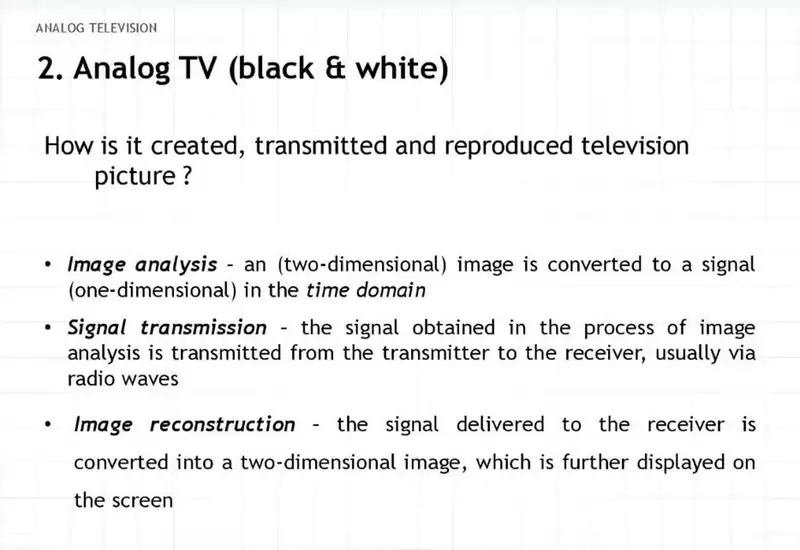 ANALOG TELEVISION
2. Analog TV (black & white)
How is it created, transmitted and reproduced television
picture ?
• Image analysis – an (two-dimensional) image is converted to a signal
(one-dimensional) in the time domain
• Signal transmission – the signal obtained in the process of image
analysis is transmitted from the transmitter to the receiver, usually via
radio waves
• Image reconstruction – the signal delivered to the receiver is
converted into a two-dimensional image, which is further displayed on
the screen